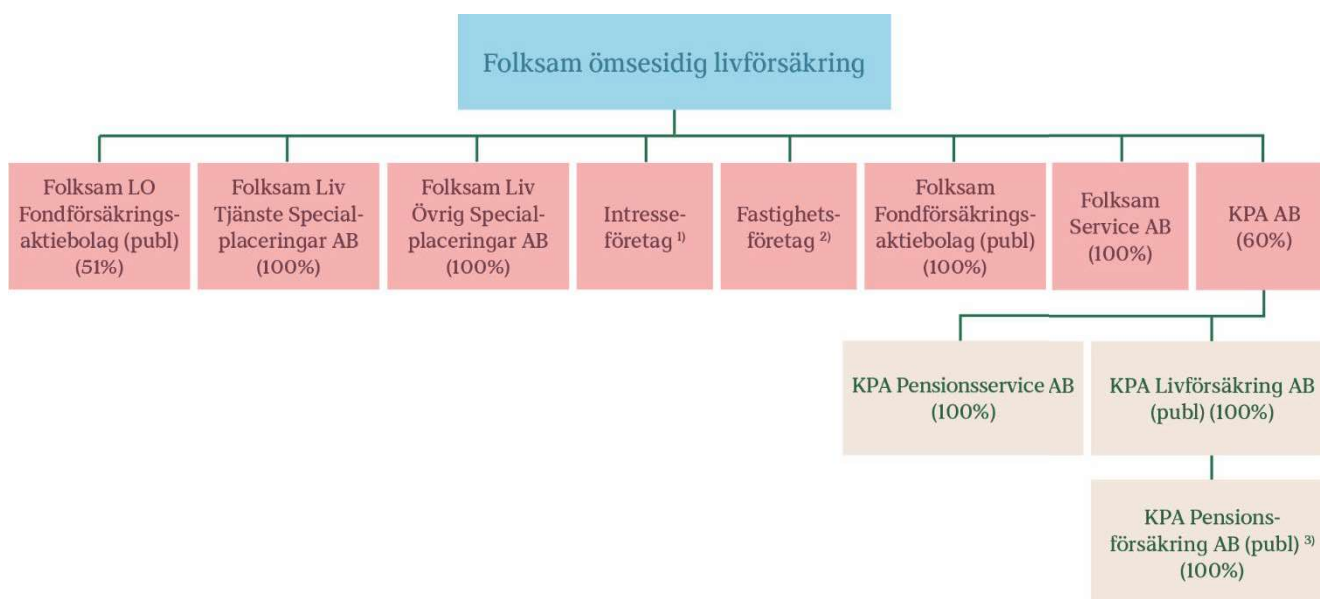 Folksam ömsesidig livförsäkring
Folksam LO
Fondförsäkrings-
aktiebolag (publ)
(51%)
Folksam Liv
Tjänste Special-
placeringar AB
(100%)
Folksam Liv
Övrig Special-
placeringar AB
(100%)
Intresse-
företag 1)
Fastighets-
företag 2)
Folksam
Fondförsäkrings-
aktiebolag (publ)
(100%)
Folksam
Service AB
(100%)
KPA AB
(60%)
KPA Pensionsservice AB
(100%)
KPA Livförsäkring AB
(publ) (100%)
KPA Pensions-
försäkring AB (publ) 3)
(100%)